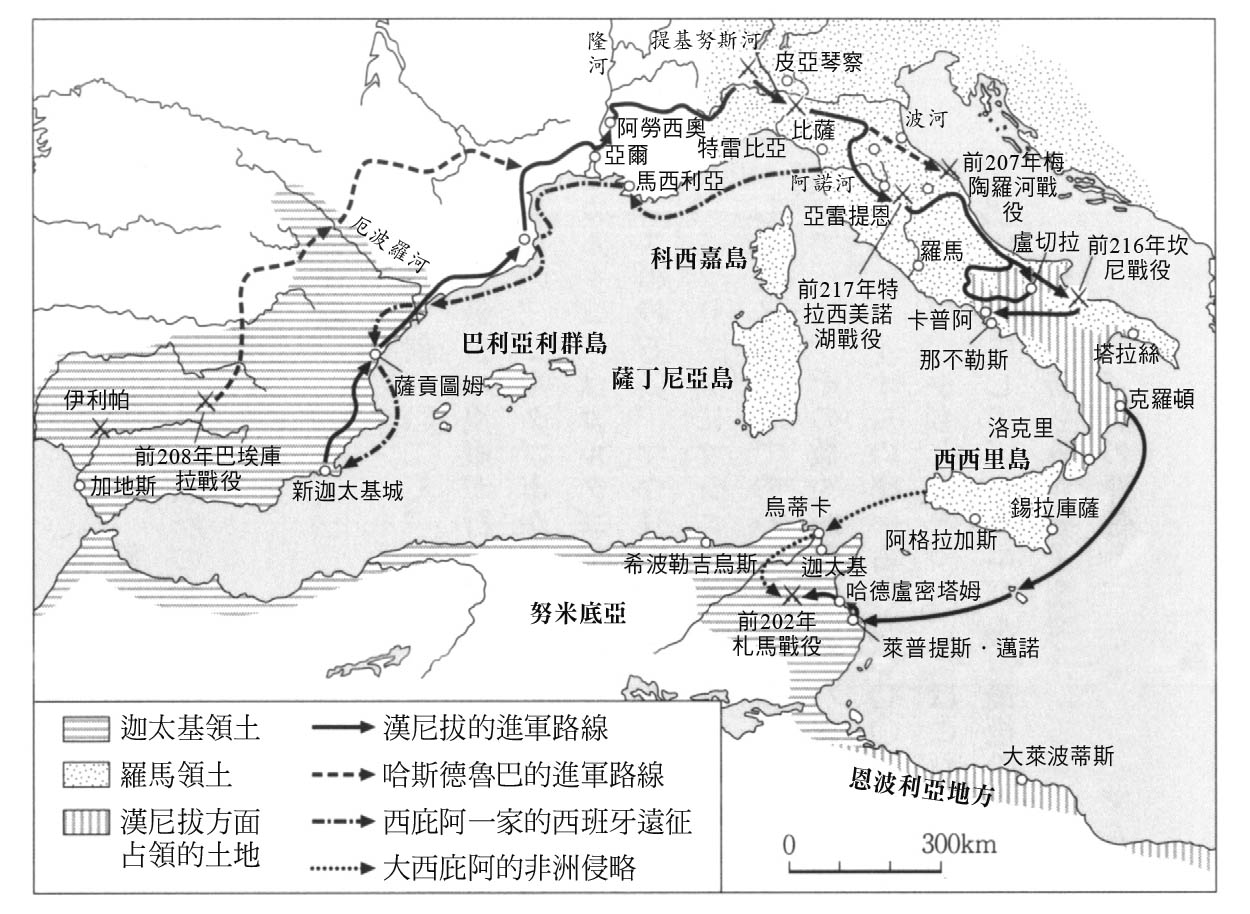 隆
河
提基努斯河
皮亞琴察
阿勞西奧
比薩
波河
亞爾
特雷比亞
前207年梅
陶羅河戰
役
馬西利亞
阿諾河
亞雷提恩
厄波羅河
盧切拉
前216年坎
尼戰役
科西嘉島
羅馬
前217年特
拉西美諾
湖戰役
卡普阿
巴利亞利群島
那不勒斯
塔拉絲
薩丁尼亞島
薩貢圖姆
伊利帕
克羅頓
前208年巴埃庫
拉戰役
洛克里
西西里島
加地斯
新迦太基城
烏蒂卡
錫拉庫薩
阿格拉加斯
希波勒吉烏斯
迦太基
哈德盧密塔姆
努米底亞
前202年
札馬戰役
萊普提斯・邁諾
大萊波蒂斯
恩波利亞地方
迦太基領土
羅馬領土
漢尼拔方面
占領的土地
漢尼拔的進軍路線
哈斯德魯巴的進軍路線
西庇阿一家的西班牙遠征
大西庇阿的非洲侵略
0
300km